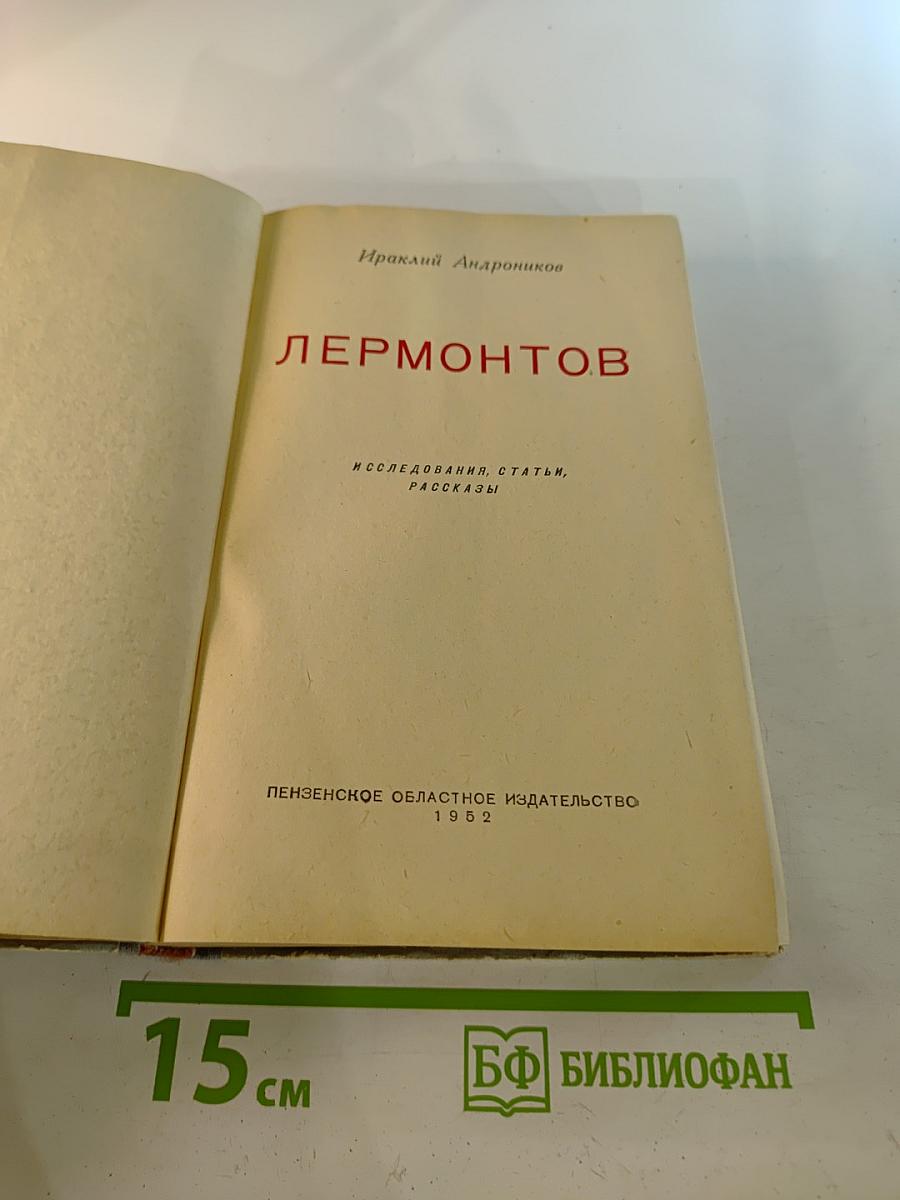 Ираклий Андроников
ЛЕРМОНТОВ
ИССЛЕДОВАНИЯ, СТАТЬИ,
РАССКАЗЫ
ПЕНЗЕНСКОЕ ОБЛАСТНОЕ ИЗДАТЕЛЬСТВО
1952
15 см
БФ БИБЛИОФАН